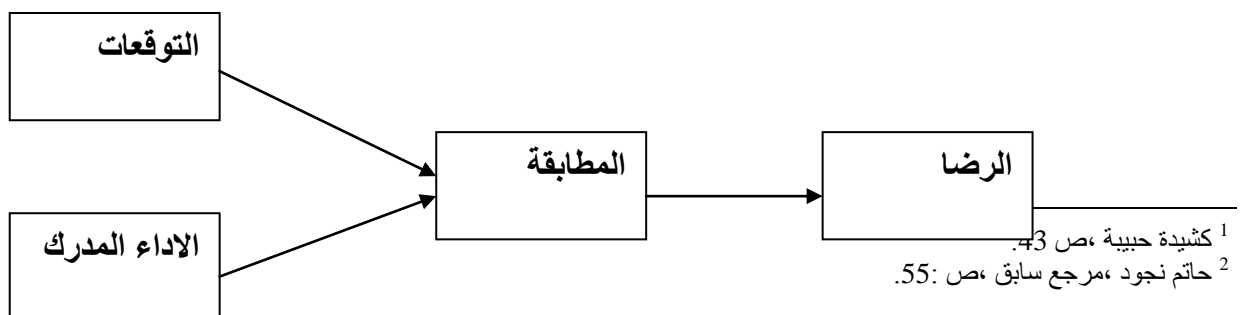 التوقعات
الاداء المدرك
المطابقة
الرضا
1 كشيدة حبيبة ،ص 43.
2 حاتم نجود ،مرجع سابق ،ص :55.